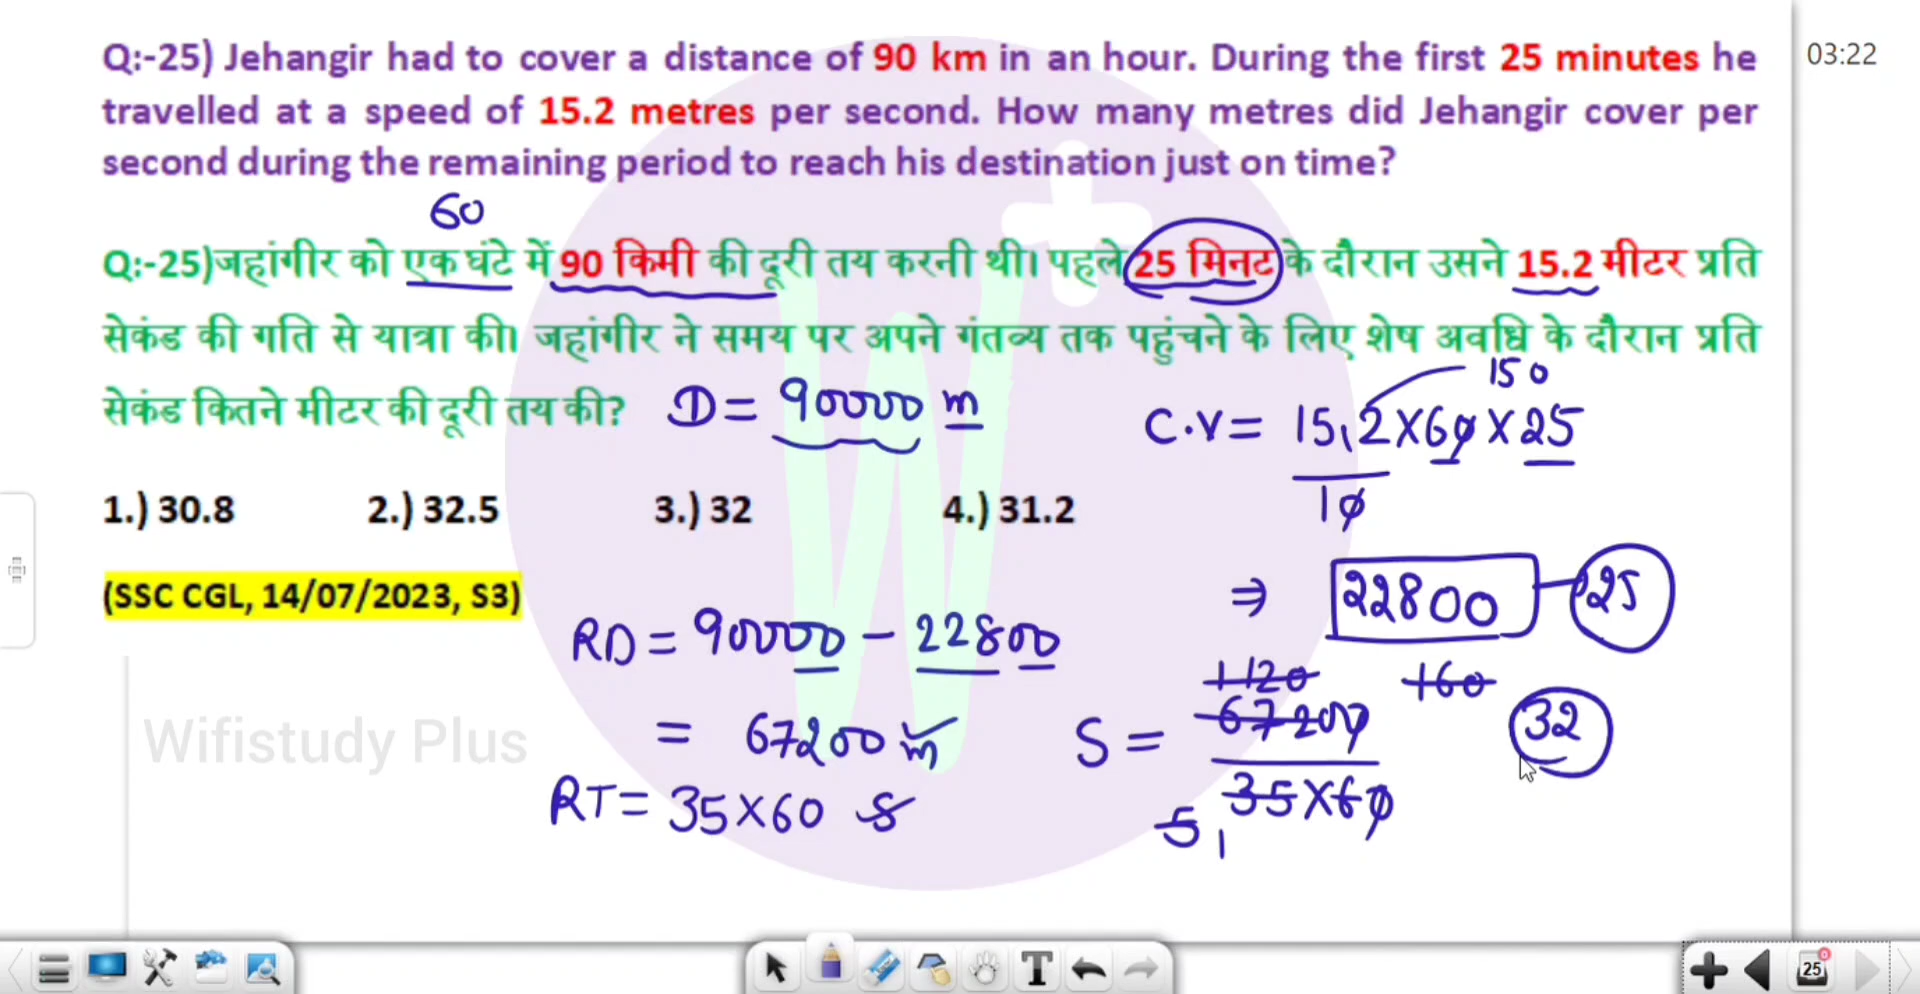 Q:-25) Jehangir had to cover a distance of 90 km in an hour. During the first 25 minutes he
03:22
travelled at a speed of 15.2 metres per second. How many metres did Jehangir cover per
second during the remaining period to reach his destination just on time?
60
Q:-25)जहांगीर को एक घंटे में 90 किमी की दूरी तय करनी थी। पहले 25 मिनट के दौरान उसने 15.2 मीटर प्रति
सेकंड की गति से यात्रा की। जहांगीर ने समय पर अपने गंतव्य तक पहुंचने के लिए शेष अवधि के दौरान प्रति
सेकंड कितने मीटर की दूरी तय की?
D = 90000 m
150
C.V = 15.2 x 60 x 25
10
1.) 30.8 2.) 32.5 3.) 32 4.) 31.2
⇒ 22800 - 25
(SSC CGL, 14/07/2023, S3)
RD = 90000 - 22800
= 67200 m
1120 160
S = 67200 32
35x60
5, 1
RT = 35x60 s
Wifistudy Plus
T
25
0